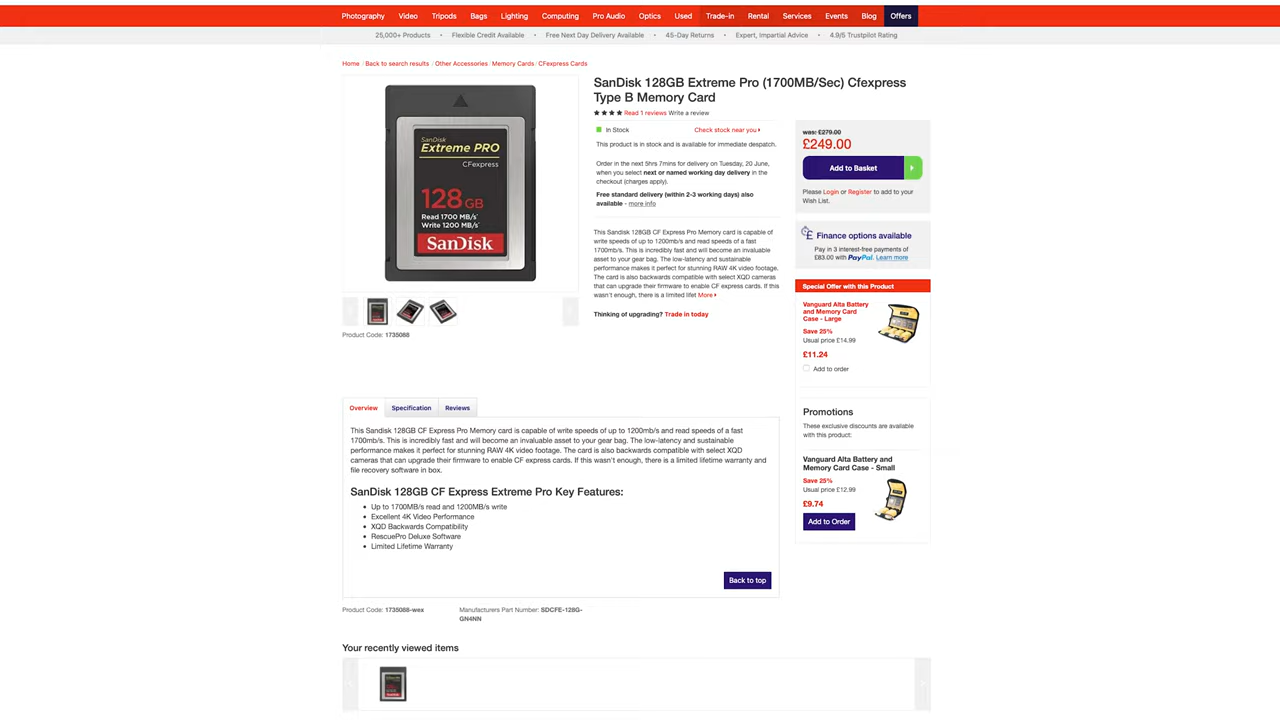 Photography Video Tripods Bags Lighting Computing Pro Audio Optics Used Trade-in Rental Services Events Blog Offers
25,000+ Products • Flexible Credit Available • Free Next Day Delivery Available • 45-Day Returns • Expert, Impartial Advice • 4.9/5 Trustpilot Rating
Home / Back to search results / Other Accessories / Memory Cards / CFexpress Cards
SanDisk
Extreme PRO
CFexpress
128 GB
Read 1700 MB/s*
Write 1200 MB/s*
SanDisk
Product Code: 1735088
SanDisk 128GB Extreme Pro (1700MB/Sec) Cfexpress
Type B Memory Card
Read 1 reviews Write a review
In Stock
Check stock near you
This product is in stock and is available for immediate despatch.
Order in the next 5hrs 7mins for delivery on Tuesday, 20 June,
when you select next or named working day delivery in the
checkout (charges apply).
Free standard delivery (within 2-3 working days) also
available - more info
This Sandisk 128GB CF Express Pro Memory card is capable of
write speeds of up to 1200mb/s and read speeds of a fast
1700mb/s. This is incredibly fast and will become an invaluable
asset to your gear bag. The low-latency and sustainable
performance makes it perfect for stunning RAW 4K video footage.
The card is also backwards compatible with select XQD cameras
that can upgrade their firmware to enable CF express cards. If this
wasn't enough, there is a limited lifet More
Thinking of upgrading? Trade in today
was: £279.00
£249.00
Add to Basket
Please Login or Register to add to your
Wish List.
£ Finance options available
Pay in 3 interest-free payments of
£83.00 with PayPal. Learn more
Special Offer with this Product
Vanguard Alta Battery
and Memory Card
Case - Large
Save 25%
Usual price £14.99
£11.24
Add to order
Promotions
These exclusive discounts are available
with this product:
Vanguard Alta Battery and
Memory Card Case - Small
Save 25%
Usual price £12.99
£9.74
Add to Order
Overview Specification Reviews
This Sandisk 128GB CF Express Pro Memory card is capable of write speeds of up to 1200mb/s and read speeds of a fast
1700mb/s. This is incredibly fast and will become an invaluable asset to your gear bag. The low-latency and sustainable
performance makes it perfect for stunning RAW 4K video footage. The card is also backwards compatible with select XQD
cameras that can upgrade their firmware to enable CF express cards. If this wasn't enough, there is a limited lifetime warranty and
file recovery software in box.
SanDisk 128GB CF Express Extreme Pro Key Features:
• Up to 1700MB/s read and 1200MB/s write
• Excellent 4K Video Performance
• XQD Backwards Compatibility
• RescuePro Deluxe Software
• Limited Lifetime Warranty
Back to top
Product Code: 1735088-wex
Manufacturers Part Number: SDCFE-128G-
GN4NN
Your recently viewed items